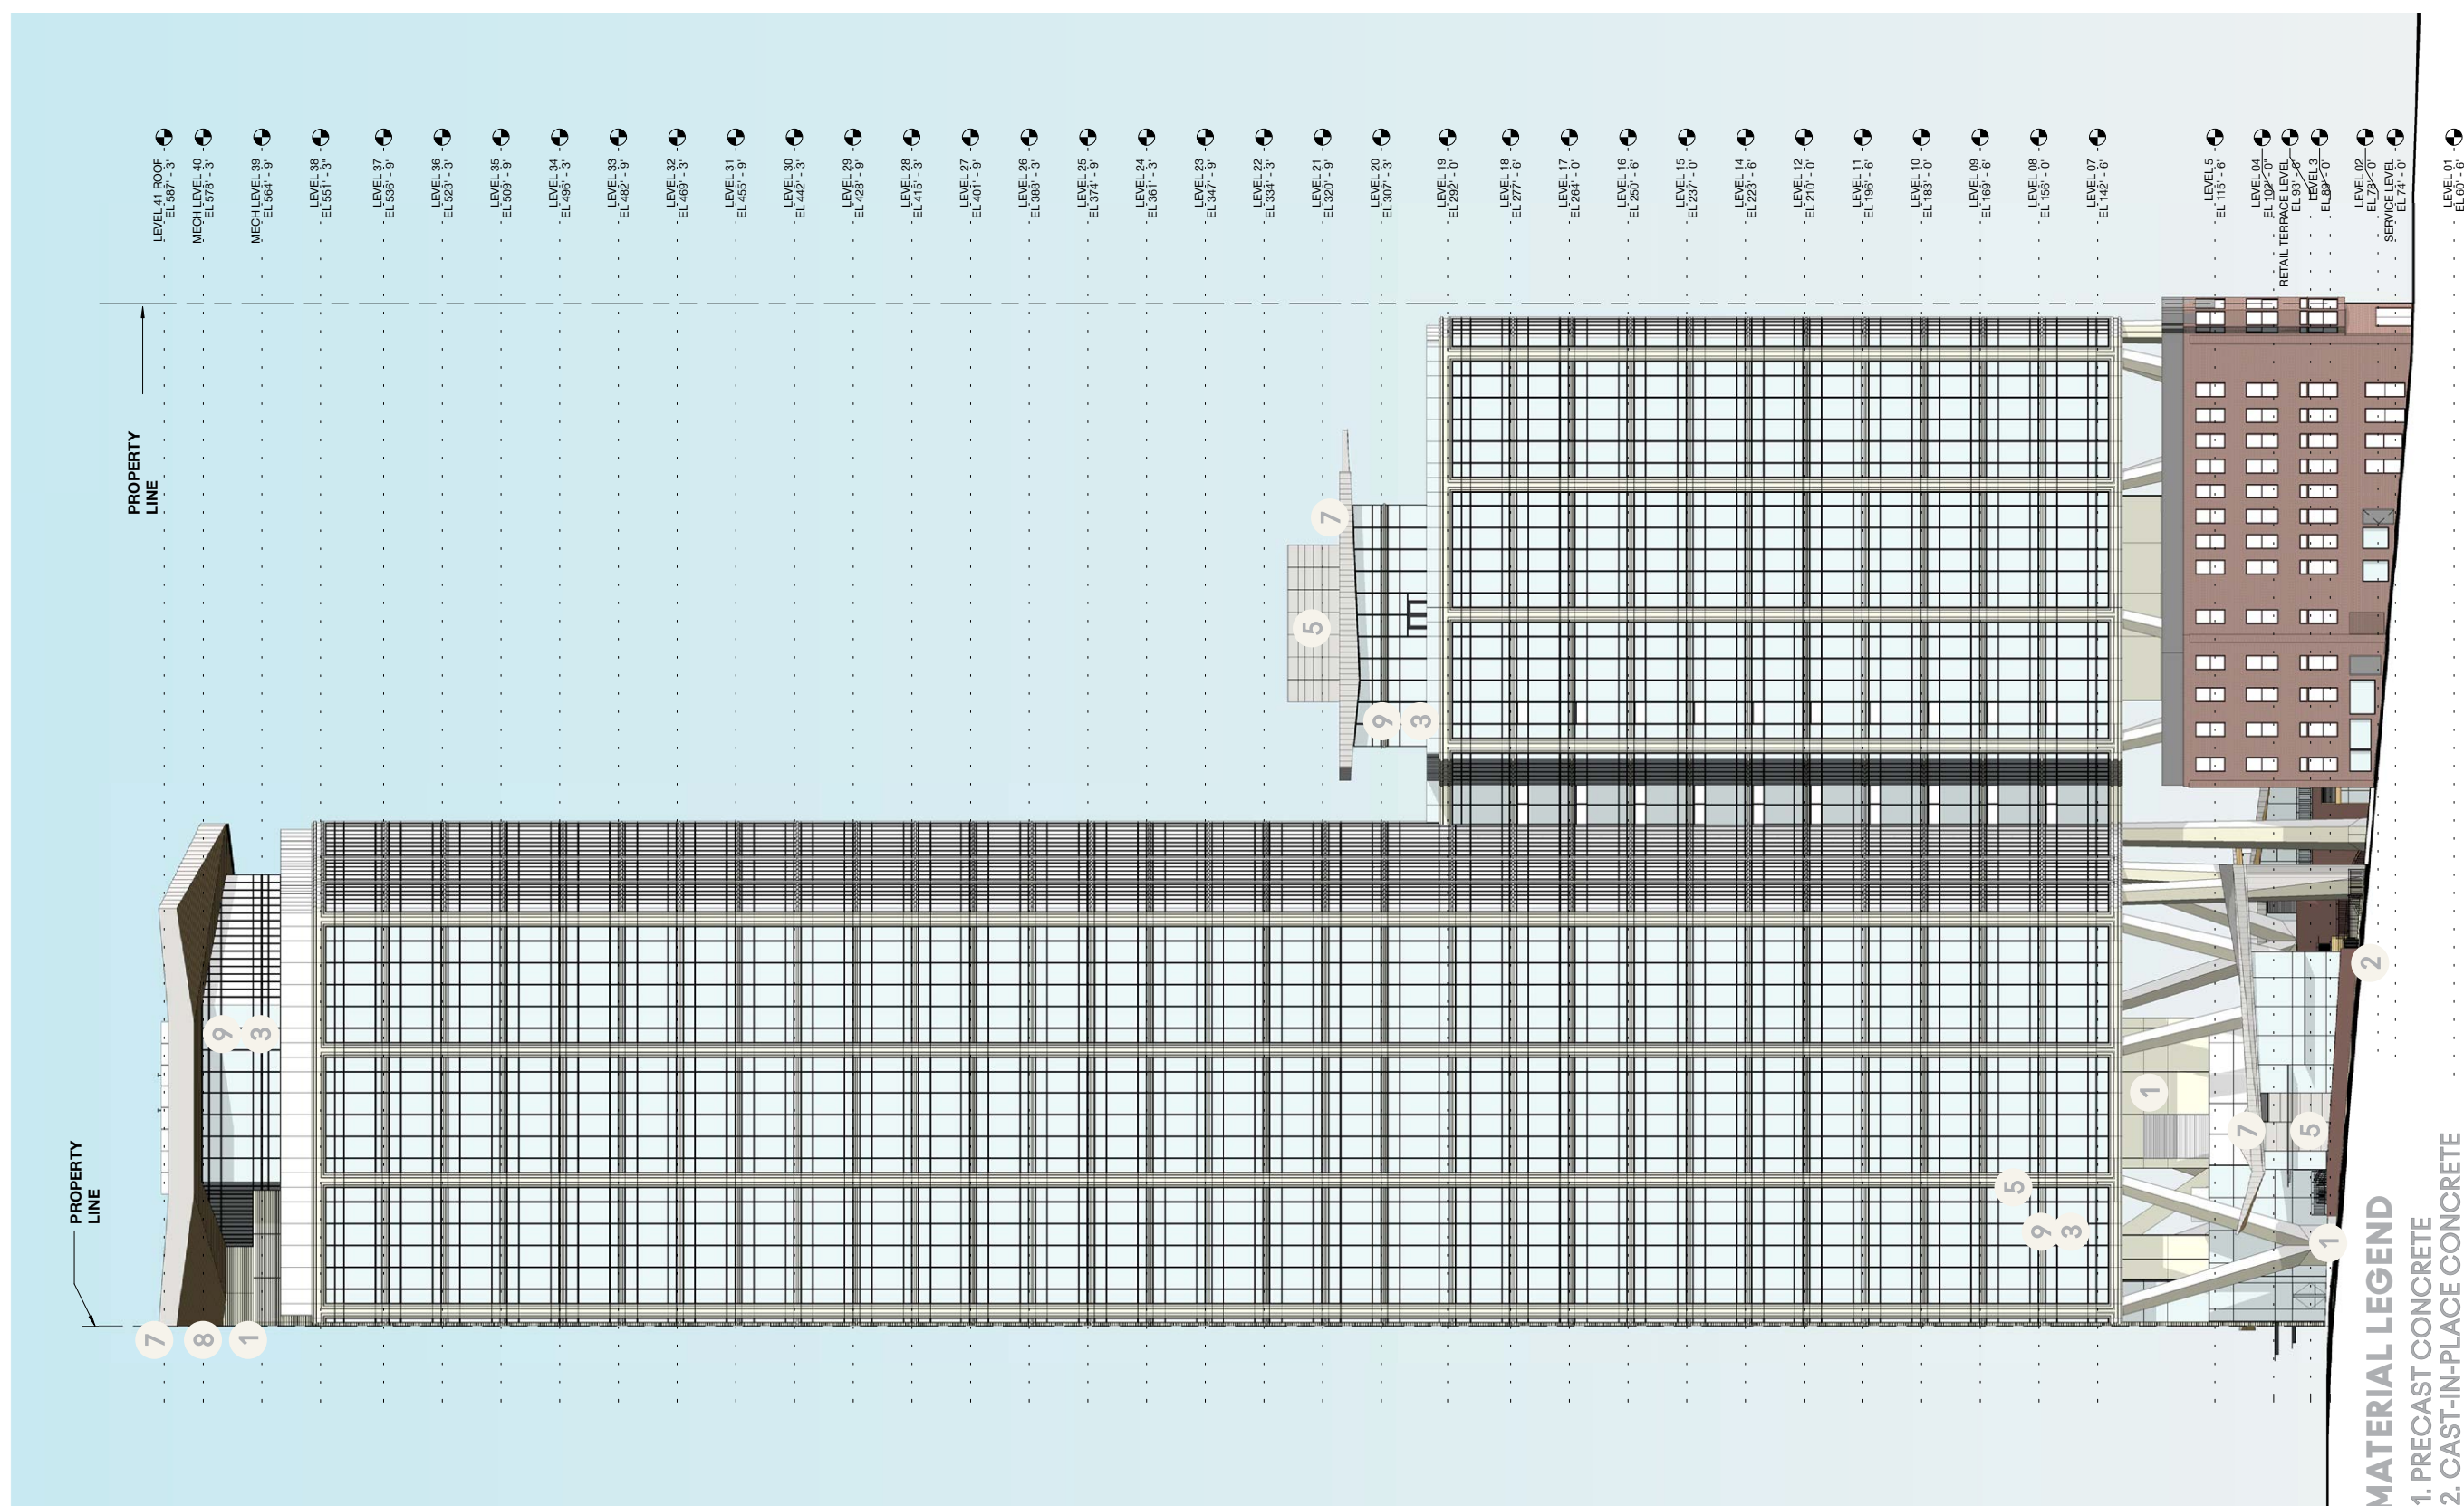 PROPERTY
LINE
PROPERTY
LINE
LEVEL 41 ROOF
EL 587' - 3"
MECH LEVEL 40
EL 578' - 3"
MECH LEVEL 39
EL 564' - 9"
LEVEL 38
EL 551' - 3"
LEVEL 37
EL 536' - 9"
LEVEL 36
EL 523' - 3"
LEVEL 35
EL 509' - 9"
LEVEL 34
EL 496' - 3"
LEVEL 33
EL 482' - 9"
LEVEL 32
EL 469' - 3"
LEVEL 31
EL 455' - 9"
LEVEL 30
EL 442' - 3"
LEVEL 29
EL 428' - 9"
LEVEL 28
EL 415' - 3"
LEVEL 27
EL 401' - 9"
LEVEL 26
EL 388' - 3"
LEVEL 25
EL 374' - 9"
LEVEL 24
EL 361' - 3"
LEVEL 23
EL 347' - 9"
LEVEL 22
EL 334' - 3"
LEVEL 21
EL 320' - 9"
LEVEL 20
EL 307' - 3"
LEVEL 19
EL 292' - 0"
LEVEL 18
EL 277' - 6"
LEVEL 17
EL 264' - 0"
LEVEL 16
EL 250' - 6"
LEVEL 15
EL 237' - 0"
LEVEL 14
EL 223' - 6"
LEVEL 12
EL 210' - 0"
LEVEL 11
EL 196' - 6"
LEVEL 10
EL 183' - 0"
LEVEL 09
EL 169' - 6"
LEVEL 08
EL 156' - 0"
LEVEL 07
EL 142' - 6"
LEVEL 5
EL 115' - 6"
LEVEL 04
EL 102' - 0"
RETAIL TERRACE LEVEL
EL 93' - 6"
LEVEL 3
EL 89' - 0"
LEVEL 02
EL 78' - 0"
SERVICE LEVEL
EL 74' - 0"
LEVEL 01
EL 60' - 6"
7
8
1
9
3
7
5
9
3
5
9
3
1
7
5
1
2
MATERIAL LEGEND
1. PRECAST CONCRETE
2. CAST-IN-PLACE CONCRETE